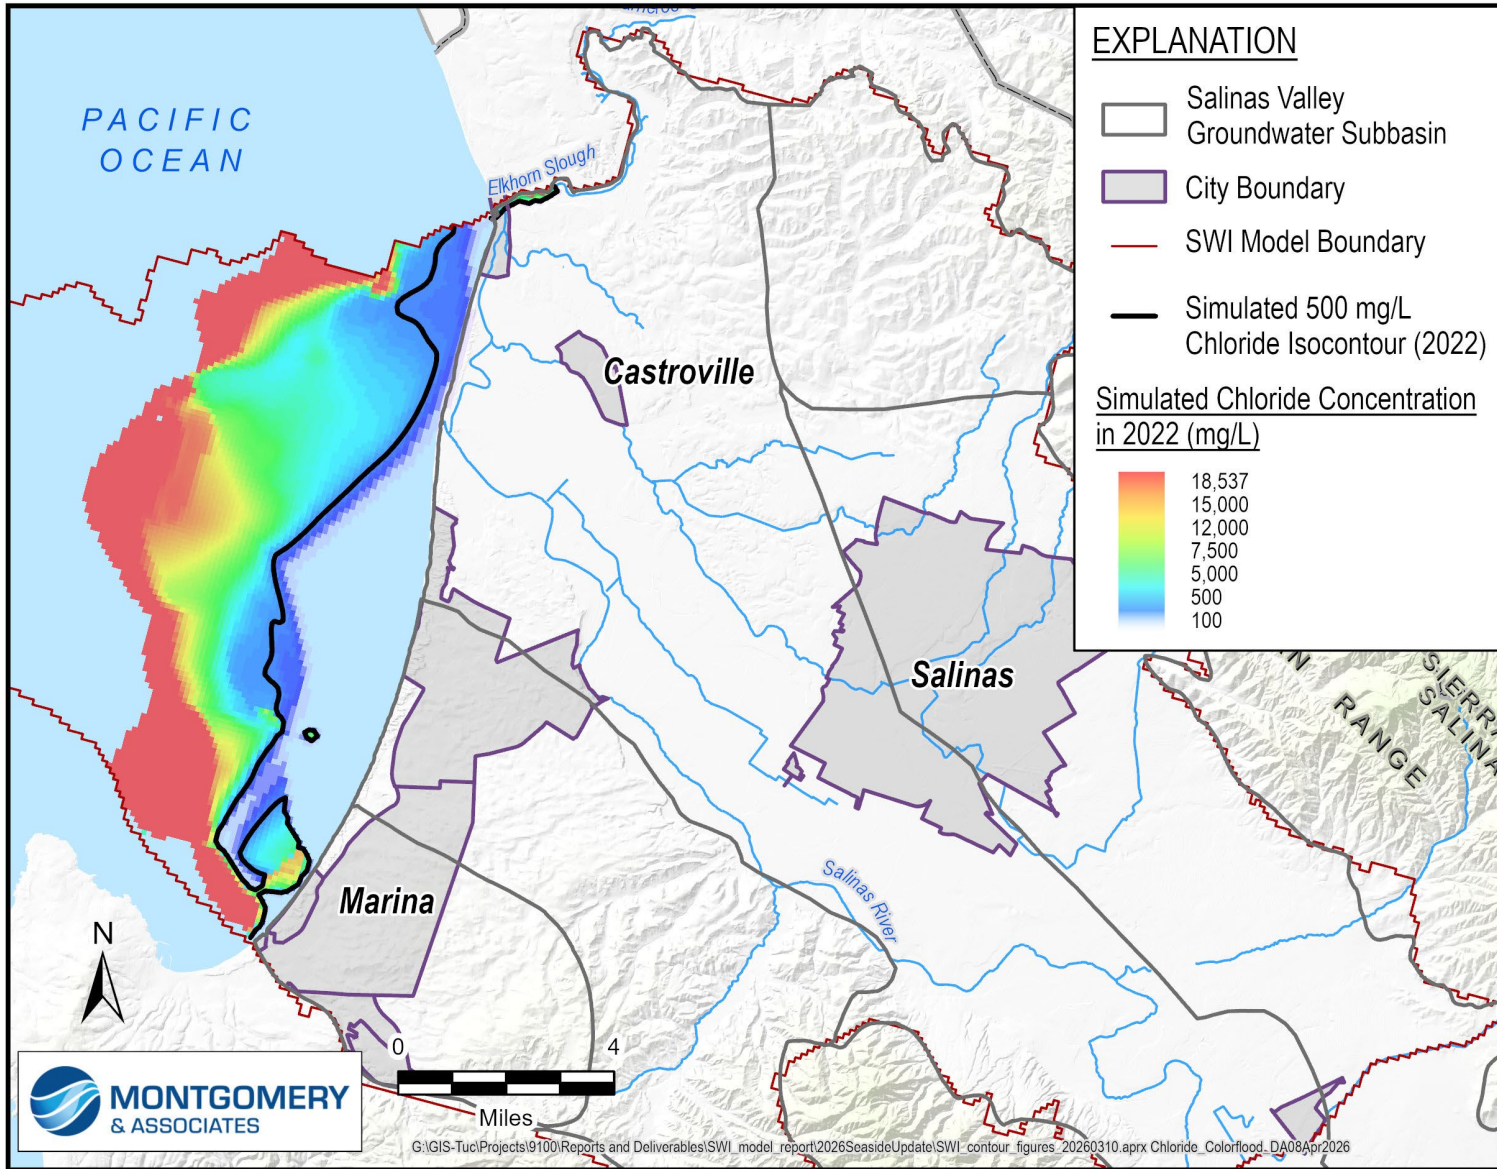 PACIFIC
OCEAN
Elkhorn Slough
Castroville
Salinas
Marina
Salinas River
RANGE
SIERRA
SALINA
N
0 4
Miles
EXPLANATION
Salinas Valley
Groundwater Subbasin
City Boundary
SWI Model Boundary
Simulated 500 mg/L
Chloride Isocontour (2022)
Simulated Chloride Concentration
in 2022 (mg/L)
18,537
15,000
12,000
7,500
5,000
500
100
MONTGOMERY
& ASSOCIATES
G:\GIS-Tuc\Projects\9100\Reports and Deliverables\SWI_model_report\2026SeasideUpdate\SWI_contour_figures_20260310.aprx Chloride_Colorflood_DA08Apr2026